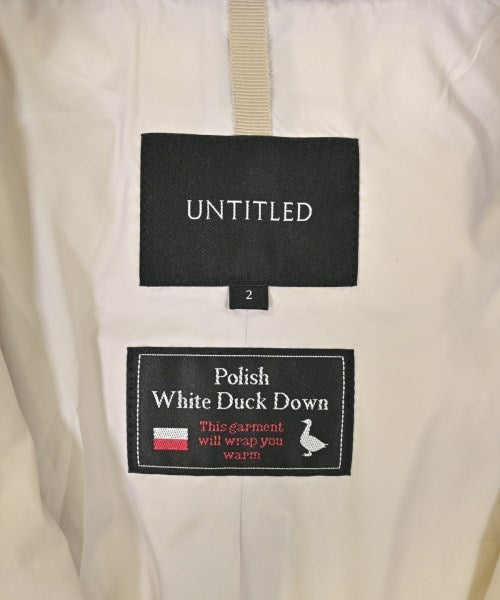 UNTITLED
2
Polish
White Duck Down
This garment
will wrap you
warm